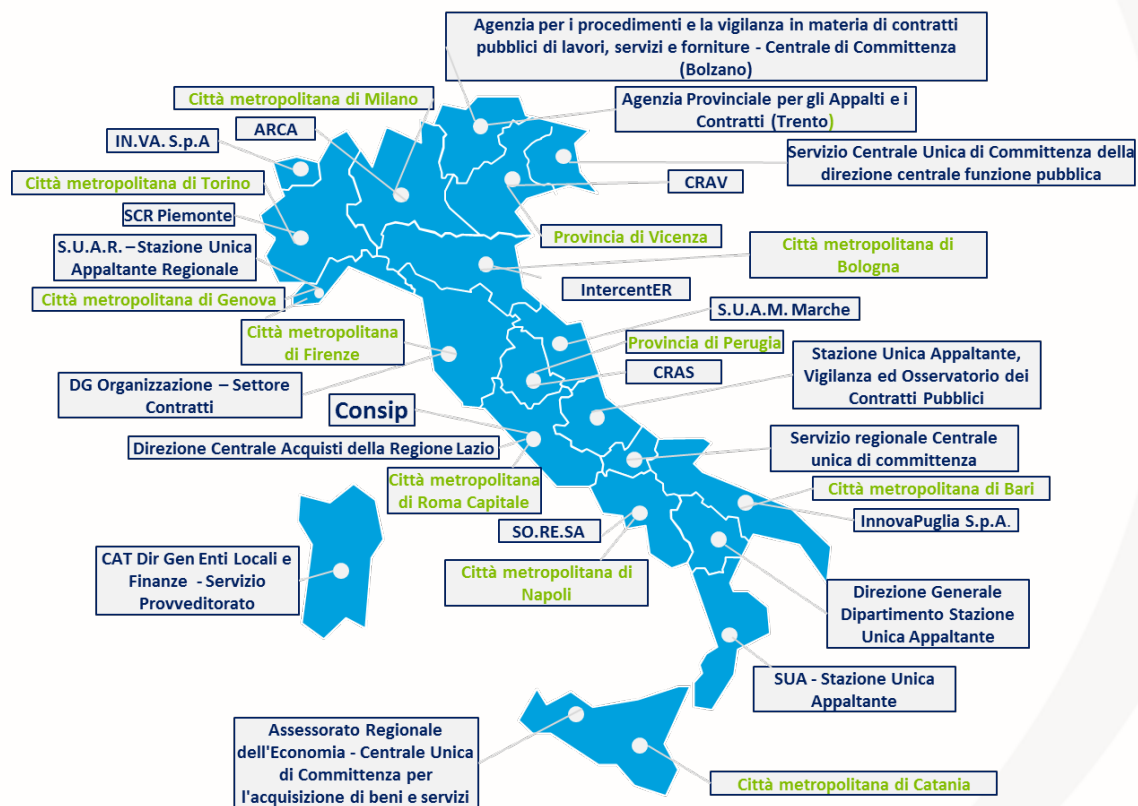 Agenzia per i procedimenti e la vigilanza in materia di contratti
pubblici di lavori, servizi e forniture - Centrale di Committenza
(Bolzano)
Città metropolitana di Milano
Agenzia Provinciale per gli Appalti e i
Contratti (Trento)
ARCA
IN.VA. S.p.A
Servizio Centrale Unica di Committenza della
direzione centrale funzione pubblica
Città metropolitana di Torino
CRAV
SCR Piemonte
Provincia di Vicenza
Città metropolitana di
Bologna
S.U.A.R. – Stazione Unica
Appaltante Regionale
IntercentER
Città metropolitana di Genova
S.U.A.M. Marche
Città metropolitana
di Firenze
Provincia di Perugia
CRAS
Stazione Unica Appaltante,
Vigilanza ed Osservatorio dei
Contratti Pubblici
DG Organizzazione – Settore
Contratti
Consip
Direzione Centrale Acquisti della Regione Lazio
Servizio regionale Centrale
unica di committenza
Città metropolitana
di Roma Capitale
Città metropolitana di Bari
InnovaPuglia S.p.A.
SO.RE.SA
CAT Dir Gen Enti Locali e
Finanze - Servizio
Provveditorato
Città metropolitana di
Napoli
Direzione Generale
Dipartimento Stazione
Unica Appaltante
SUA - Stazione Unica
Appaltante
Assessorato Regionale
dell'Economia - Centrale Unica
di Committenza per
l'acquisizione di beni e servizi
Città metropolitana di Catania